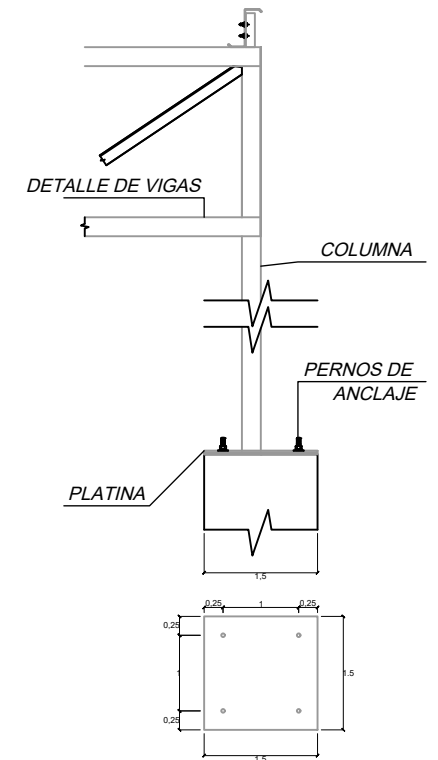 DETALLE DE VIGAS
COLUMNA
PERNOS DE
ANCLAJE
PLATINA
1,5
0,25
1
0,25
0,25
1
0,25
1.5
1,5